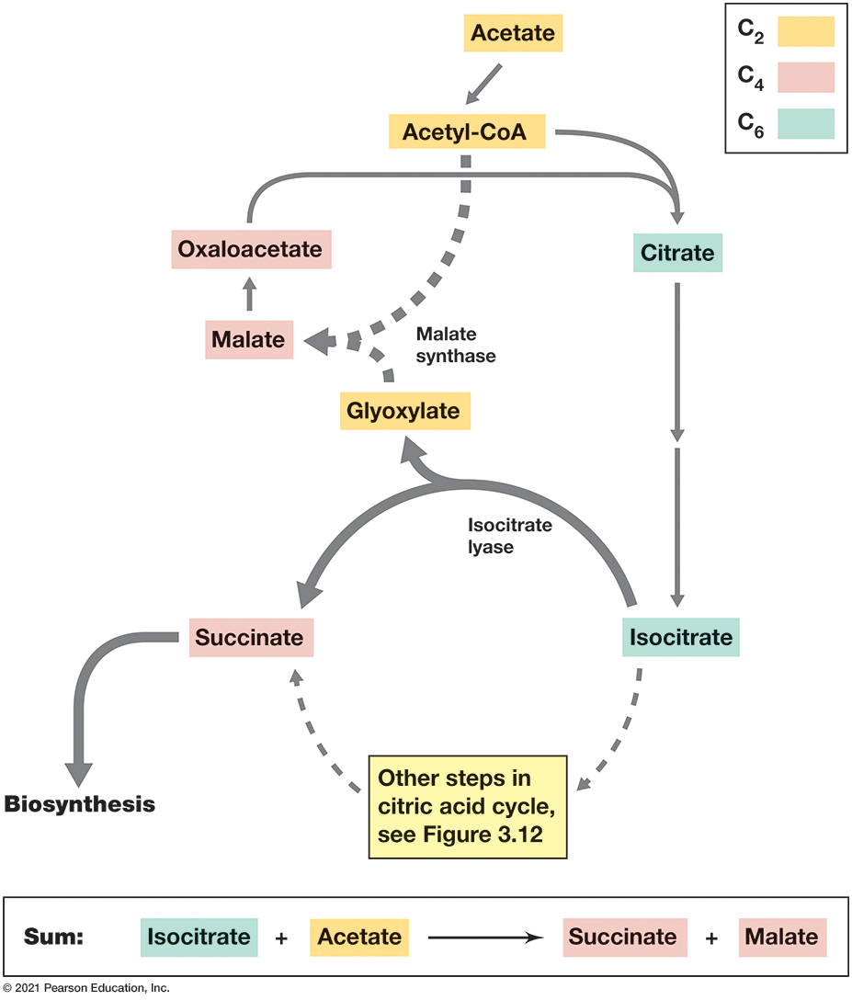 Acetate
C2
C4
C6
Acetyl-CoA
Oxaloacetate
Citrate
Malate
Malate
synthase
Glyoxylate
Isocitrate
lyase
Succinate
Isocitrate
Other steps in
citric acid cycle,
see Figure 3.12
Biosynthesis
Sum: Isocitrate + Acetate Succinate + Malate
© 2021 Pearson Education, Inc.